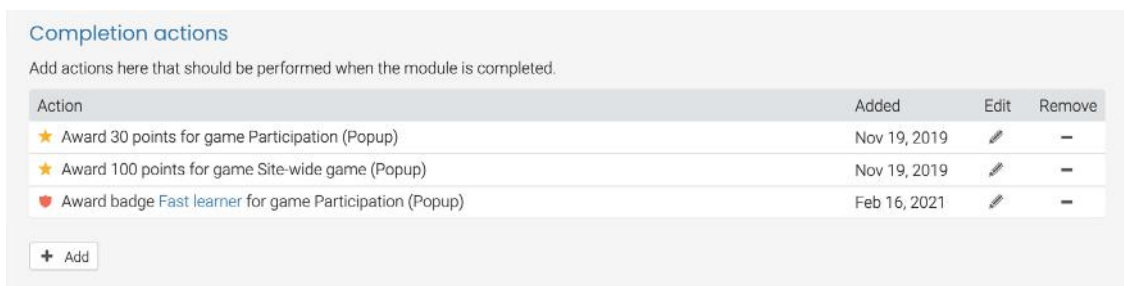 Completion actions
Add actions here that should be performed when the module is completed.
Action Added Edit Remove
Award 30 points for game Participation (Popup) Nov 19, 2019
Award 100 points for game Site-wide game (Popup) Nov 19, 2019
Award badge Fast learner for game Participation (Popup) Feb 16, 2021
+ Add